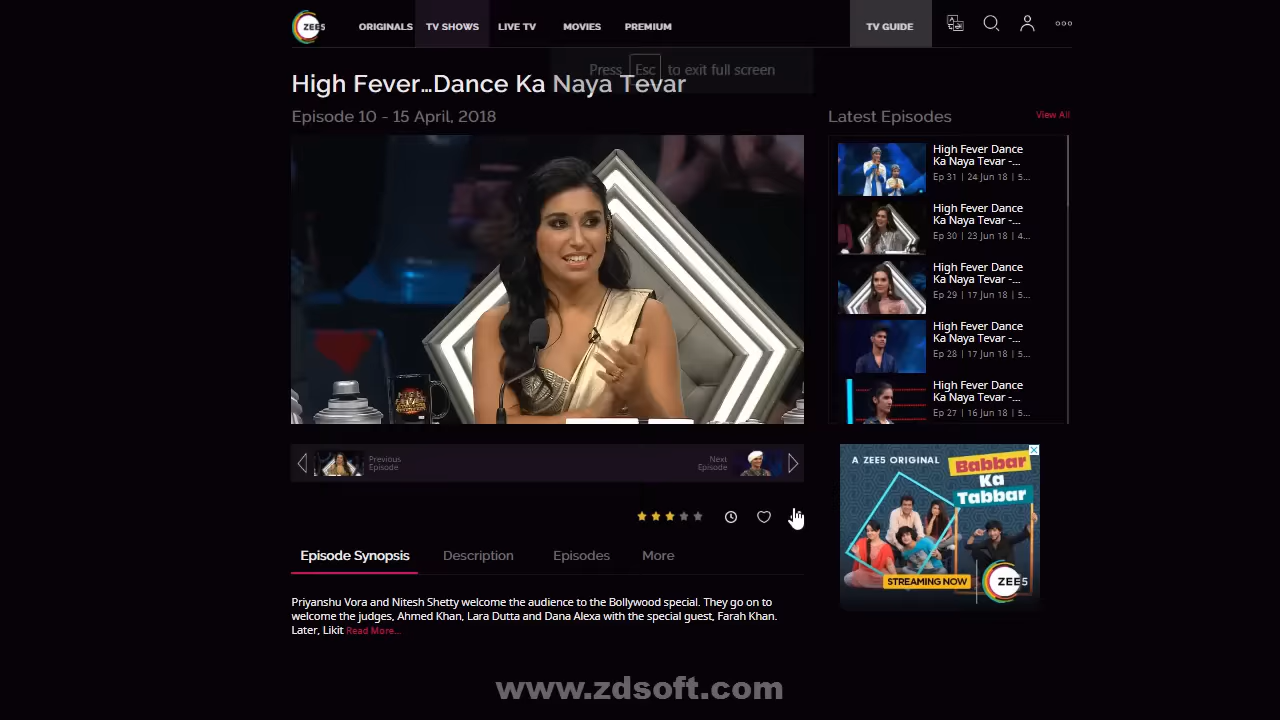 ZEE5
ORIGINALS
TV SHOWS
LIVE TV
MOVIES
PREMIUM
TV GUIDE
Press Esc to exit full screen
High Fever...Dance Ka Naya Tevar
Episode 10 - 15 April, 2018
Latest Episodes
View All
High Fever Dance
Ka Naya Tevar -...
Ep 31 | 24 Jun 18 | 5...
High Fever Dance
Ka Naya Tevar -...
Ep 30 | 23 Jun 18 | 4...
High Fever Dance
Ka Naya Tevar -...
Ep 29 | 17 Jun 18 | 5...
High Fever Dance
Ka Naya Tevar -...
Ep 28 | 17 Jun 18 | 5...
High Fever Dance
Ka Naya Tevar -...
Ep 27 | 16 Jun 18 | 5...
Previous
Episode
Next
Episode
A ZEE5 ORIGINAL
Babbar
Ka
Tabbar
STREAMING NOW
ZEE5
Episode Synopsis
Description
Episodes
More
Priyanshu Vora and Nitesh Shetty welcome the audience to the Bollywood special. They go on to
welcome the judges, Ahmed Khan, Lara Dutta and Dana Alexa with the special guest, Farah Khan.
Later, Likit Read More...
www.zdsoft.com